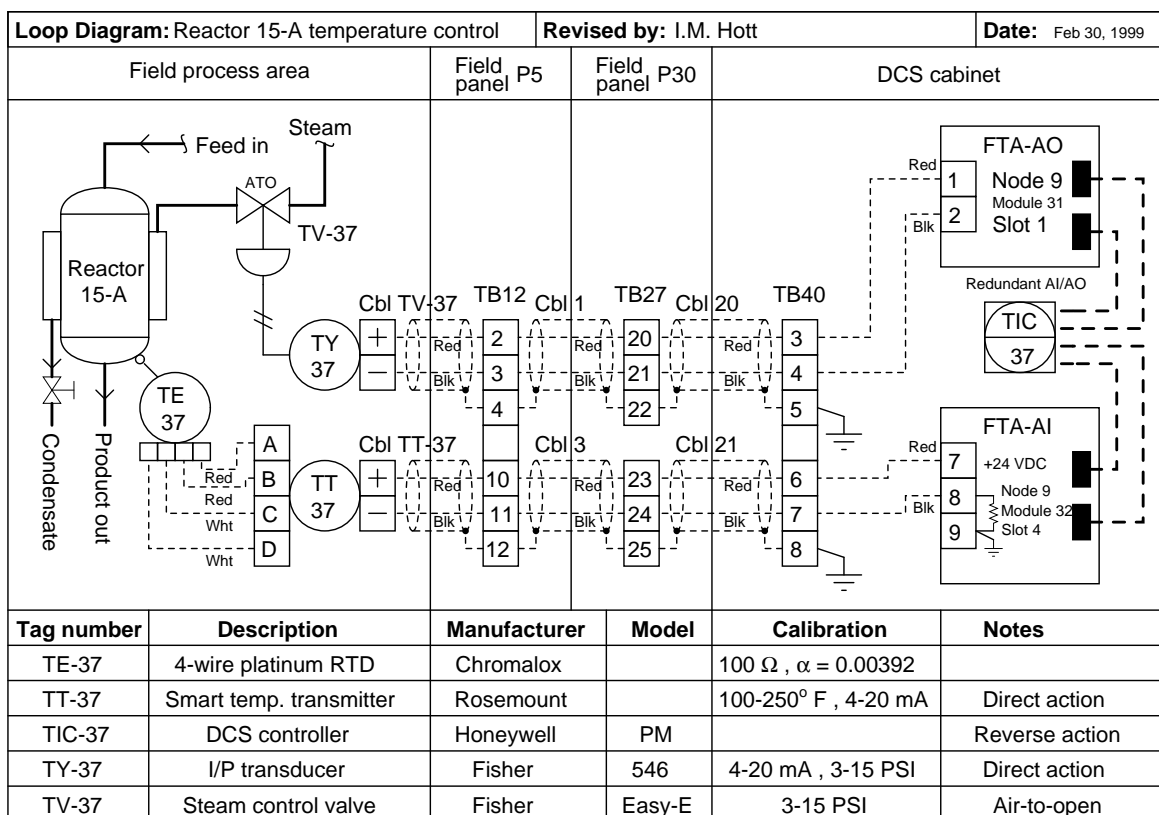 Loop Diagram: Reactor 15-A temperature control Revised by: I.M. Hott Date: Feb 30, 1999
Field process area Field panel P5 Field panel P30 DCS cabinet
Feed in
Steam
ATO
TV-37
Reactor
15-A
TE
37
Condensate
Product out
Red
Red
Wht
Wht
A
B
C
D
TY
37
+
−
TT
37
+
−
Cbl TV-37 TB12 Cbl 1 TB27 Cbl 20 TB40
Red 2 Red 20 Red 3
Blk 3 Blk 21 Blk 4
4 22 5
Cbl TT-37 Cbl 3 Cbl 21
Red 10 Red 23 Red 6
Blk 11 Blk 24 Blk 7
12 25 8
FTA-AO
Red 1 Node 9
Module 31
Blk 2 Slot 1
Redundant AI/AO
TIC
37
FTA-AI
Red 7 +24 VDC
Blk 8 Node 9
Module 32
9 Slot 4
Tag number Description Manufacturer Model Calibration Notes
TE-37 4-wire platinum RTD Chromalox 100 Ω , α = 0.00392
TT-37 Smart temp. transmitter Rosemount 100-250° F , 4-20 mA Direct action
TIC-37 DCS controller Honeywell PM Reverse action
TY-37 I/P transducer Fisher 546 4-20 mA , 3-15 PSI Direct action
TV-37 Steam control valve Fisher Easy-E 3-15 PSI Air-to-open